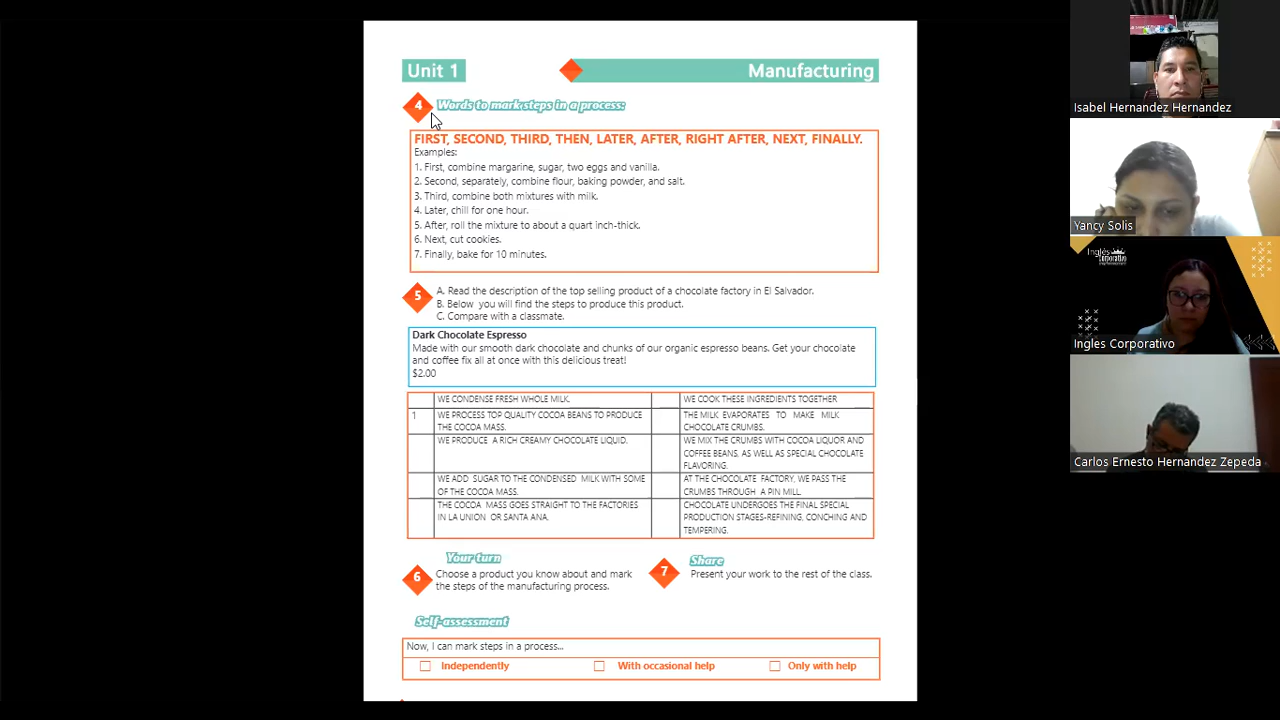 Unit 1
Manufacturing
4
Words to mark steps in a process:
FIRST, SECOND, THIRD, THEN, LATER, AFTER, RIGHT AFTER, NEXT, FINALLY.
Examples:
1. First, combine margarine, sugar, two eggs and vanilla.
2. Second, separately, combine flour, baking powder, and salt.
3. Third, combine both mixtures with milk.
4. Later, chill for one hour.
5. After, roll the mixture to about a quart inch-thick.
6. Next, cut cookies.
7. Finally, bake for 10 minutes.
5
A. Read the description of the top selling product of a chocolate factory in El Salvador.
B. Below you will find the steps to produce this product.
C. Compare with a classmate.
Dark Chocolate Espresso
Made with our smooth dark chocolate and chunks of our organic espresso beans. Get your chocolate
and coffee fix all at once with this delicious treat!
$2.00
WE CONDENSE FRESH WHOLE MILK.
1
WE PROCESS TOP QUALITY COCOA BEANS TO PRODUCE
THE COCOA MASS.
WE PRODUCE A RICH CREAMY CHOCOLATE LIQUID.
WE ADD SUGAR TO THE CONDENSED MILK WITH SOME
OF THE COCOA MASS.
THE COCOA MASS GOES STRAIGHT TO THE FACTORIES
IN LA UNION OR SANTA ANA.
WE COOK THESE INGREDIENTS TOGETHER
THE MILK EVAPORATES TO MAKE MILK
CHOCOLATE CRUMBS.
WE MIX THE CRUMBS WITH COCOA LIQUOR AND
COFFEE BEANS, AS WELL AS SPECIAL CHOCOLATE
FLAVORING.
AT THE CHOCOLATE FACTORY, WE PASS THE
CRUMBS THROUGH A PIN MILL.
CHOCOLATE UNDERGOES THE FINAL SPECIAL
PRODUCTION STAGES-REFINING, CONCHING AND
TEMPERING.
Your turn
6
Choose a product you know about and mark
the steps of the manufacturing process.
Share
7
Present your work to the rest of the class.
Self-assessment
Now, I can mark steps in a process...
Independently
With occasional help
Only with help
Isabel Hernandez Hernandez
Yancy Solis
Inglés
Corporativo
Ingles Corporativo
Carlos Ernesto Hernandez Zepeda